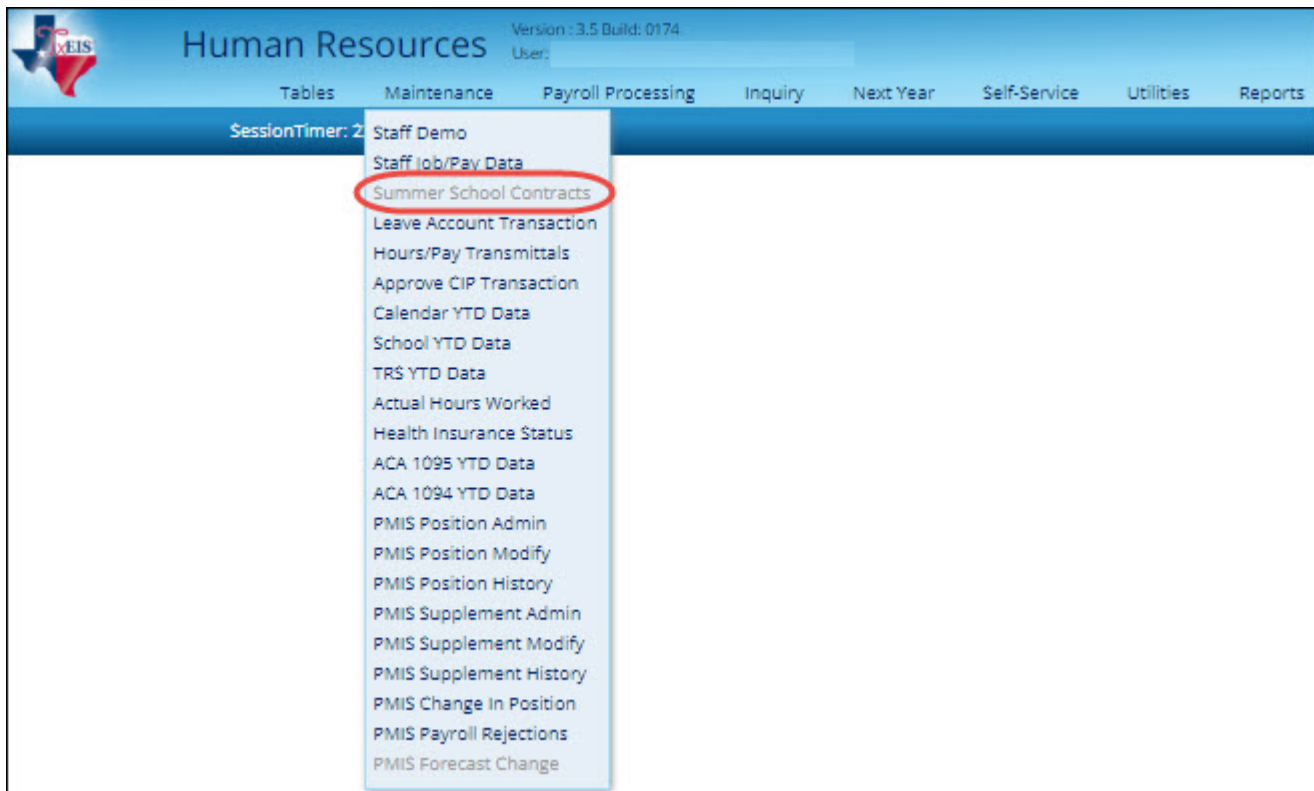 TxEIS
Human Resources
Version : 3.5 Build: 0174
User:
Tables Maintenance Payroll Processing Inquiry Next Year Self-Service Utilities Reports
SessionTimer: 2
Staff Demo
Staff Job/Pay Data
Summer School Contracts
Leave Account Transaction
Hours/Pay Transmittals
Approve CIP Transaction
Calendar YTD Data
School YTD Data
TRS YTD Data
Actual Hours Worked
Health Insurance Status
ACA 1095 YTD Data
ACA 1094 YTD Data
PMIS Position Admin
PMIS Position Modify
PMIS Position History
PMIS Supplement Admin
PMIS Supplement Modify
PMIS Supplement History
PMIS Change In Position
PMIS Payroll Rejections
PMIS Forecast Change